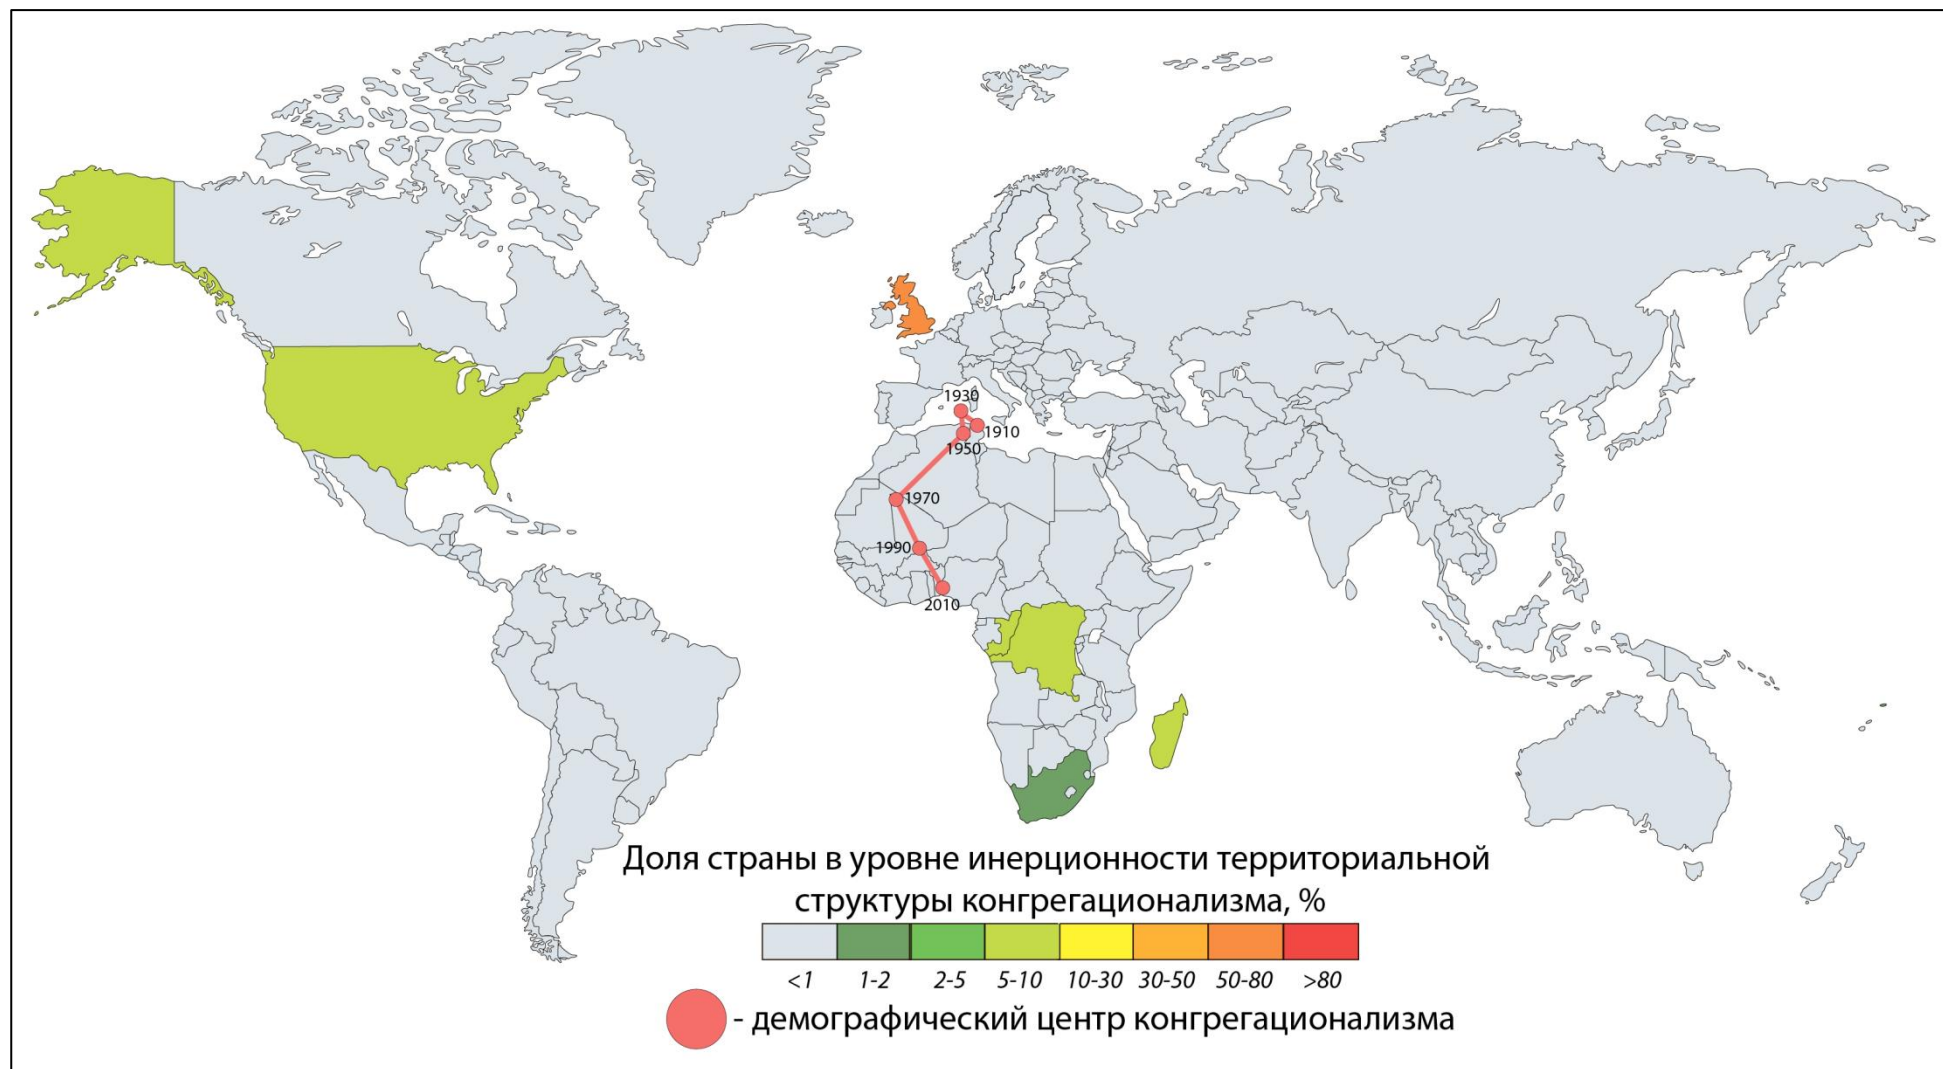 1930
1910
1950
1970
1990
2010
Доля страны в уровне инерционности территориальной
структуры конгрегационализма, %
<1 1-2 2-5 5-10 10-30 30-50 50-80 >80
- демографический центр конгрегационализма